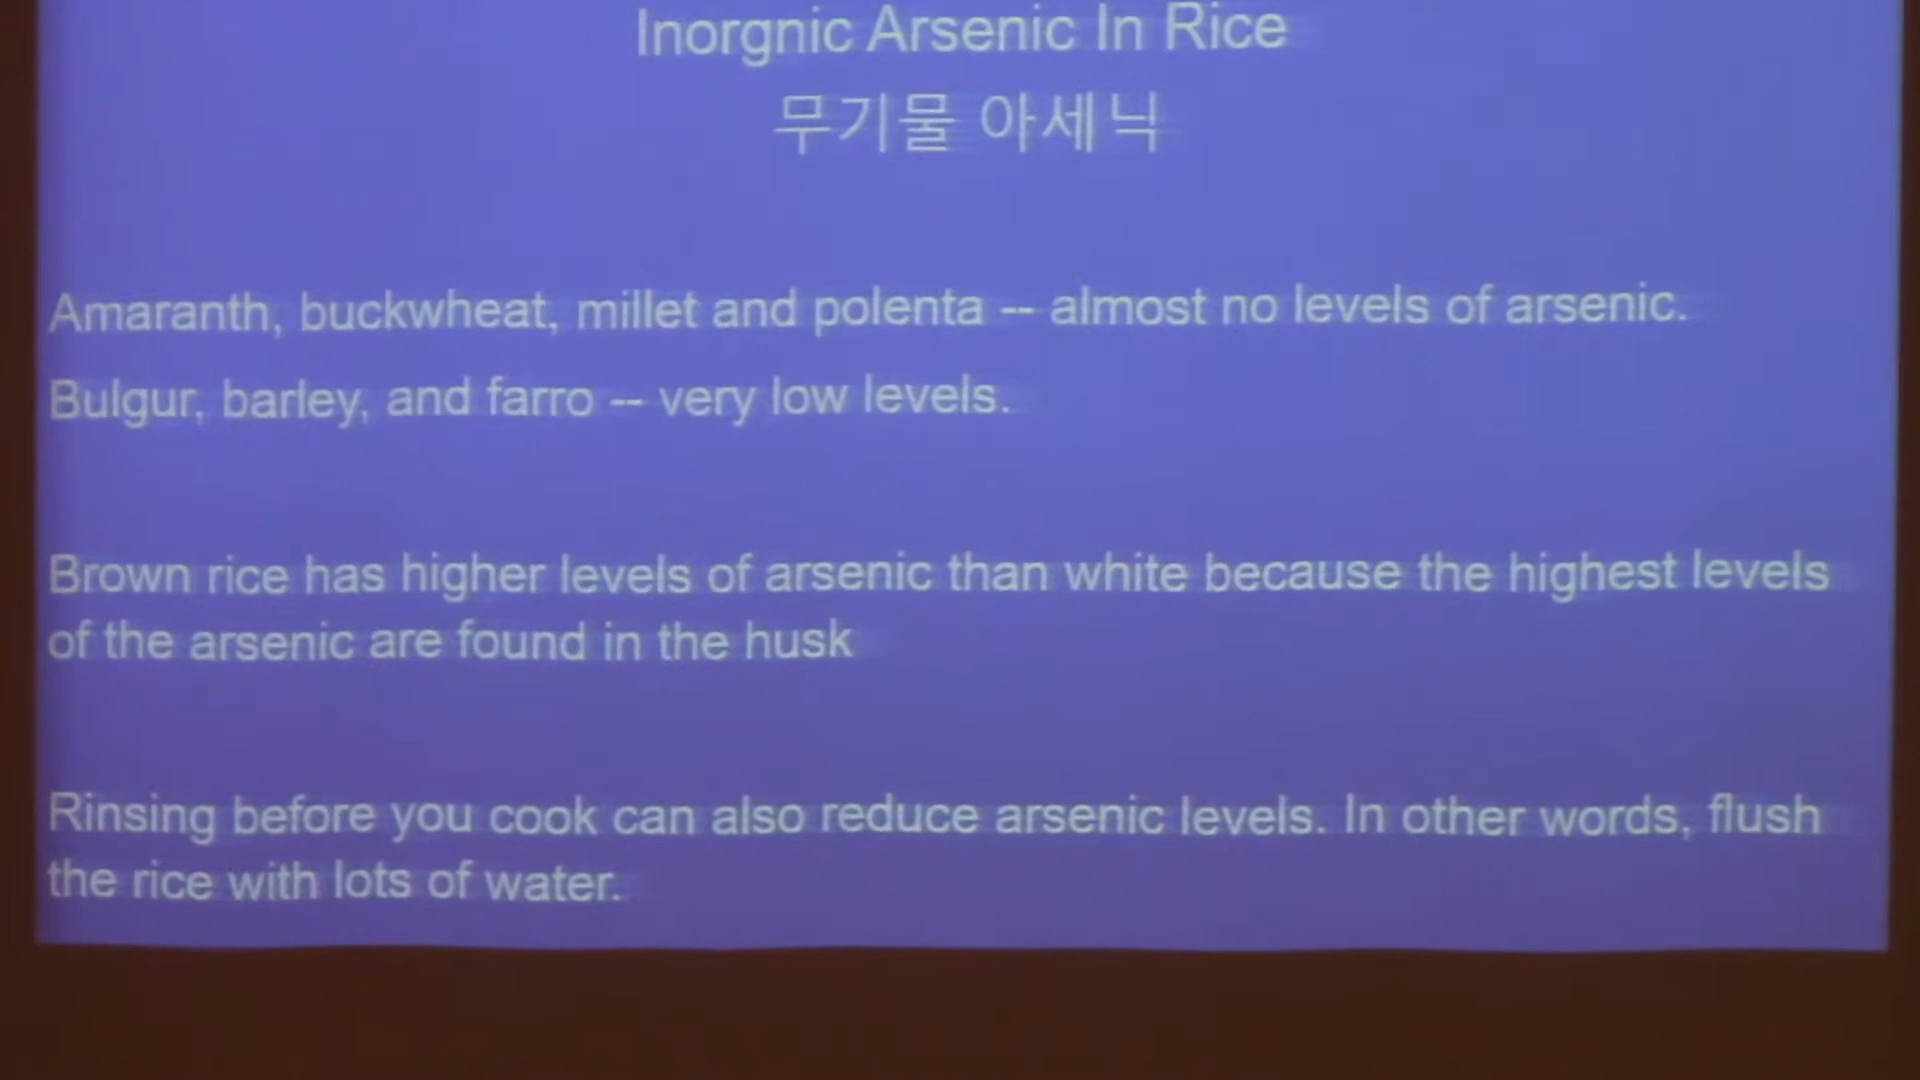 Inorgnic Arsenic In Rice
무기물 아세닉
Amaranth, buckwheat, millet and polenta -- almost no levels of arsenic.
Bulgur, barley, and farro -- very low levels.
Brown rice has higher levels of arsenic than white because the highest levels
of the arsenic are found in the husk
Rinsing before you cook can also reduce arsenic levels. In other words, flush
the rice with lots of water.